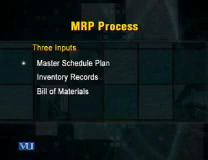 MRP Process
Three Inputs
Master Schedule Plan
Inventory Records
Bill of Materials
VU